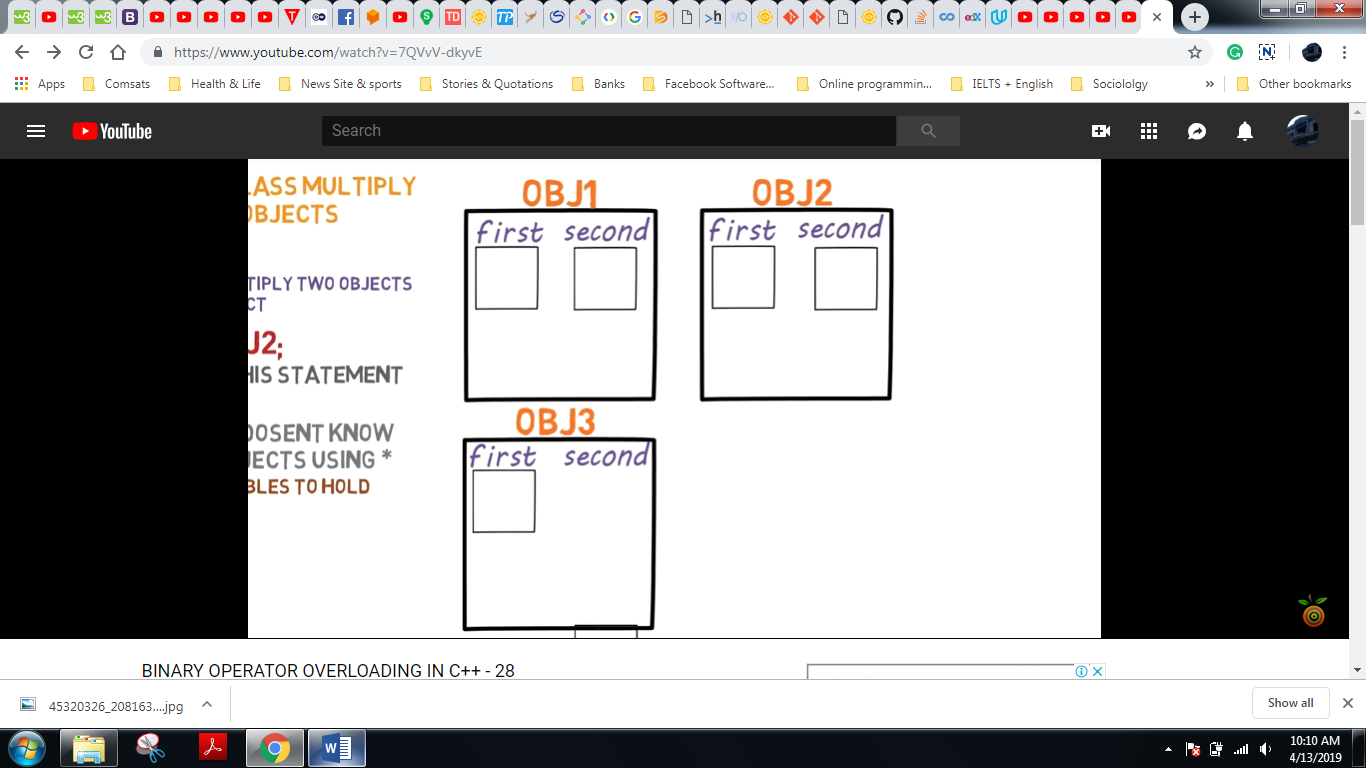 https://www.youtube.com/watch?v=7QVvV-dkyvE
Apps Comsats Health & Life News Site & sports Stories & Quotations Banks Facebook Software... Online programmin... IELTS + English Sociololgy » Other bookmarks
YouTube Search
LASS MULTIPLY
OBJECTS
TIPLY TWO OBJECTS
CT
J2;
HIS STATEMENT
DOSENT KNOW
JECTS USING *
BLES TO HOLD
OBJ1
first second
OBJ2
first second
OBJ3
first second
BINARY OPERATOR OVERLOADING IN C++ - 28
45320326_208163....jpg
Show all
10:10 AM
4/13/2019